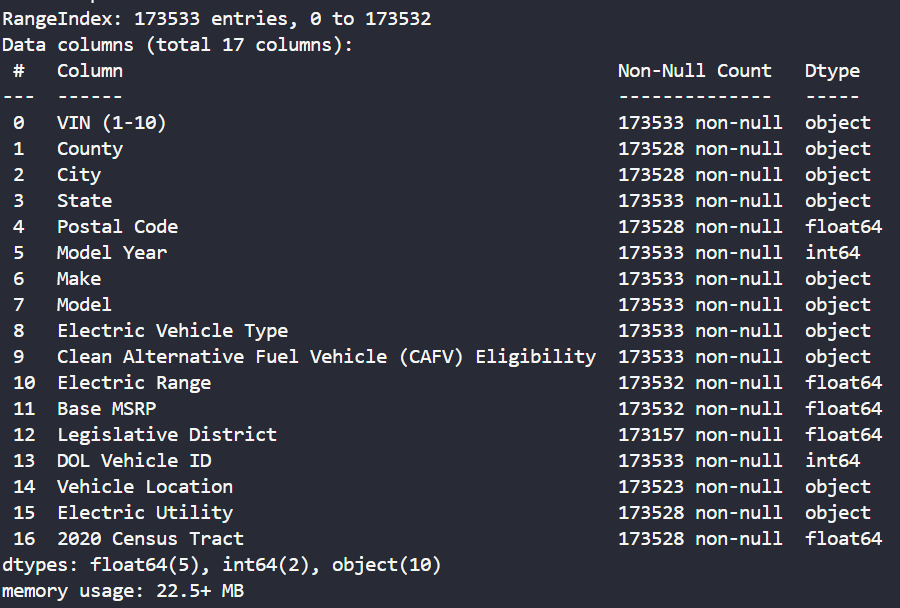 RangeIndex: 173533 entries, 0 to 173532
Data columns (total 17 columns):
 #   Column                                             Non-Null Count   Dtype
---  ------                                             --------------   -----
 0   VIN (1-10)                                         173533 non-null  object
 1   County                                             173528 non-null  object
 2   City                                               173528 non-null  object
 3   State                                              173533 non-null  object
 4   Postal Code                                        173528 non-null  float64
 5   Model Year                                         173533 non-null  int64
 6   Make                                               173533 non-null  object
 7   Model                                              173533 non-null  object
 8   Electric Vehicle Type                              173533 non-null  object
 9   Clean Alternative Fuel Vehicle (CAFV) Eligibility  173533 non-null  object
 10  Electric Range                                     173532 non-null  float64
 11  Base MSRP                                          173532 non-null  float64
 12  Legislative District                               173157 non-null  float64
 13  DOL Vehicle ID                                     173533 non-null  int64
 14  Vehicle Location                                   173523 non-null  object
 15  Electric Utility                                   173528 non-null  object
 16  2020 Census Tract                                  173528 non-null  float64
dtypes: float64(5), int64(2), object(10)
memory usage: 22.5+ MB